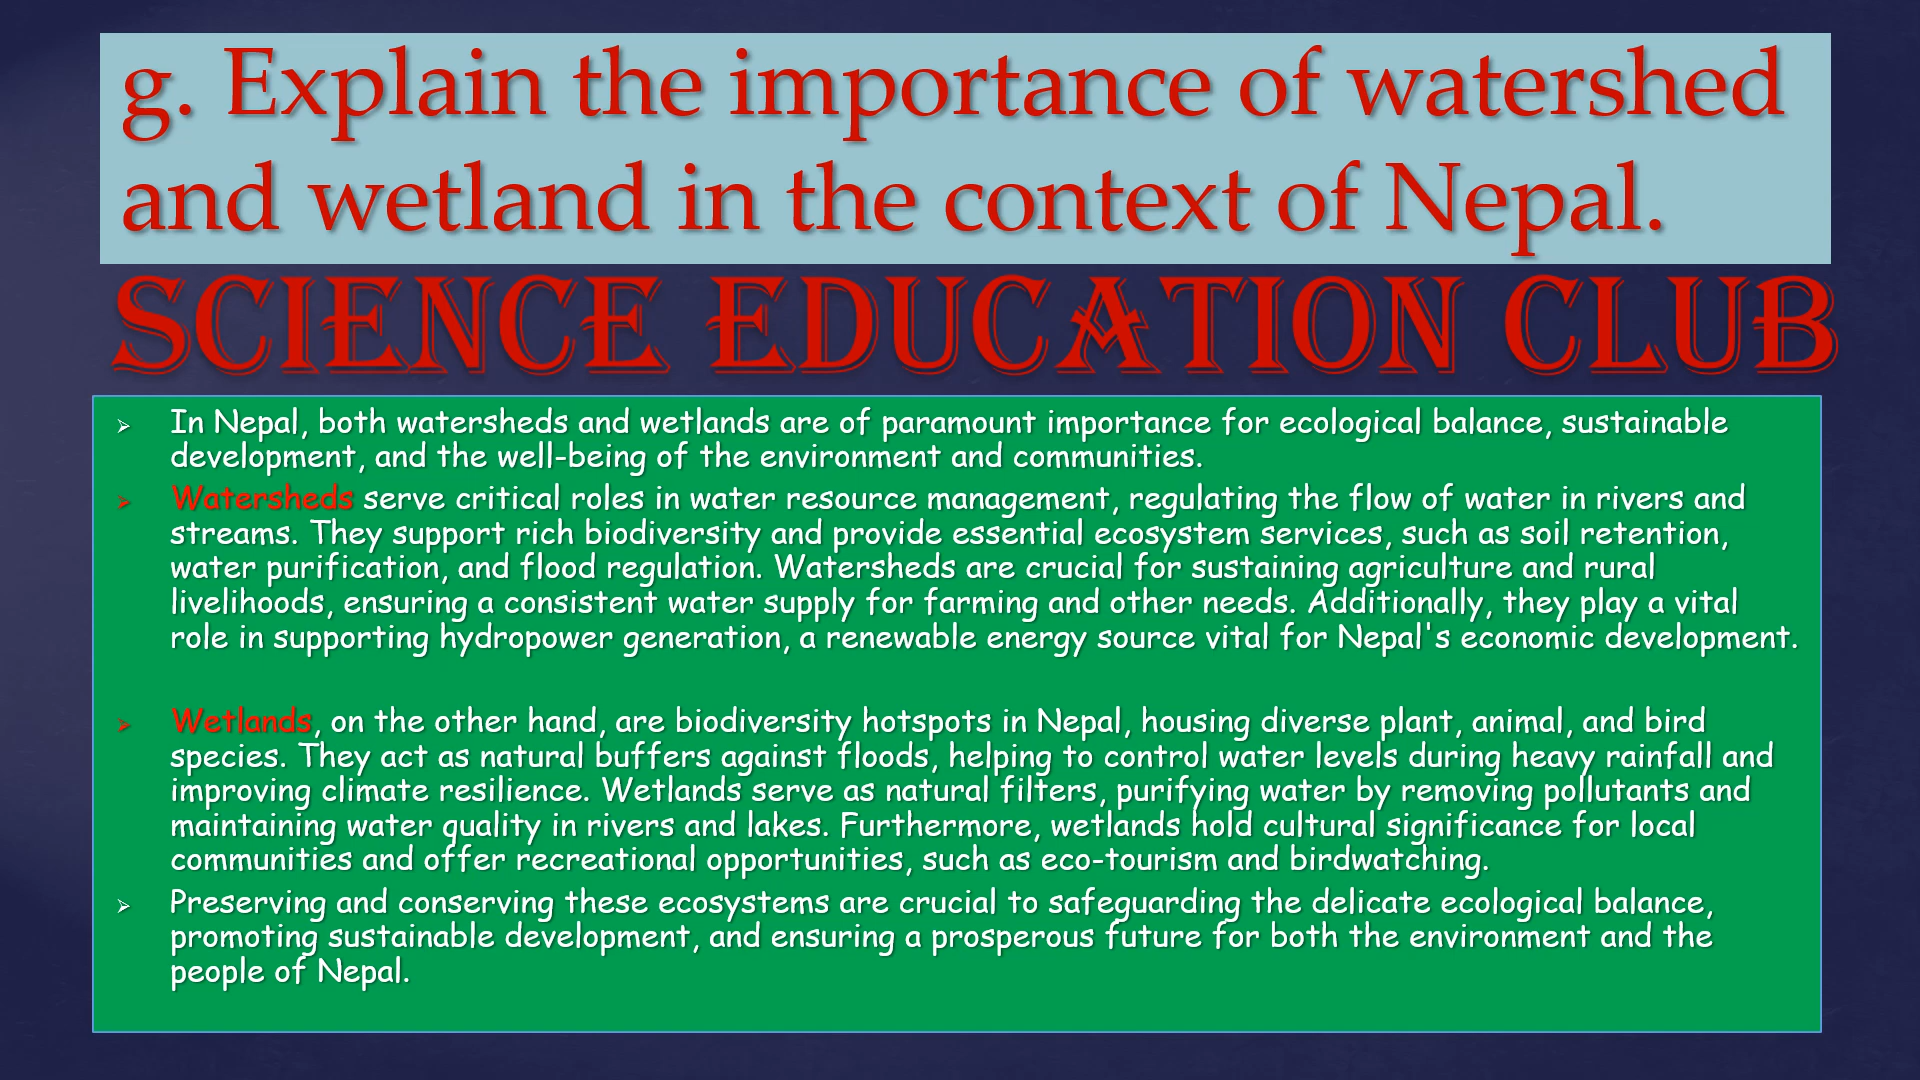 g. Explain the importance of watershed
and wetland in the context of Nepal.
SCIENCE EDUCATION CLUB
➢ In Nepal, both watersheds and wetlands are of paramount importance for ecological balance, sustainable
development, and the well-being of the environment and communities.
➢ Watersheds serve critical roles in water resource management, regulating the flow of water in rivers and
streams. They support rich biodiversity and provide essential ecosystem services, such as soil retention,
water purification, and flood regulation. Watersheds are crucial for sustaining agriculture and rural
livelihoods, ensuring a consistent water supply for farming and other needs. Additionally, they play a vital
role in supporting hydropower generation, a renewable energy source vital for Nepal's economic development.
➢ Wetlands, on the other hand, are biodiversity hotspots in Nepal, housing diverse plant, animal, and bird
species. They act as natural buffers against floods, helping to control water levels during heavy rainfall and
improving climate resilience. Wetlands serve as natural filters, purifying water by removing pollutants and
maintaining water quality in rivers and lakes. Furthermore, wetlands hold cultural significance for local
communities and offer recreational opportunities, such as eco-tourism and birdwatching.
➢ Preserving and conserving these ecosystems are crucial to safeguarding the delicate ecological balance,
promoting sustainable development, and ensuring a prosperous future for both the environment and the
people of Nepal.